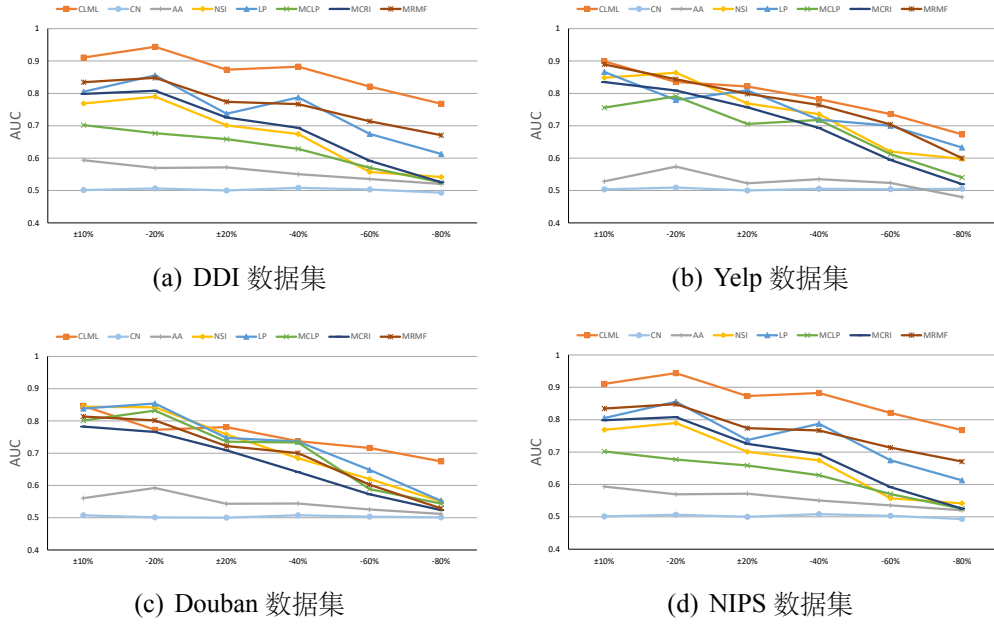 CLML CN AA NSI LP MCLP MCRI MRMF
1
0.9
0.8
0.7
0.6
0.5
0.4
AUC
±10% -20% ±20% -40% -60% -80%
(a) DDI 数据集
CLML CN AA NSI LP MCLP MCRI MRMF
1
0.9
0.8
0.7
0.6
0.5
0.4
AUC
±10% -20% ±20% -40% -60% -80%
(b) Yelp 数据集
CLML CN AA NSI LP MCLP MCRI MRMF
1
0.9
0.8
0.7
0.6
0.5
0.4
AUC
±10% -20% ±20% -40% -60% -80%
(c) Douban 数据集
CLML CN AA NSI LP MCLP MCRI MRMF
1
0.9
0.8
0.7
0.6
0.5
0.4
AUC
±10% -20% ±20% -40% -60% -80%
(d) NIPS 数据集